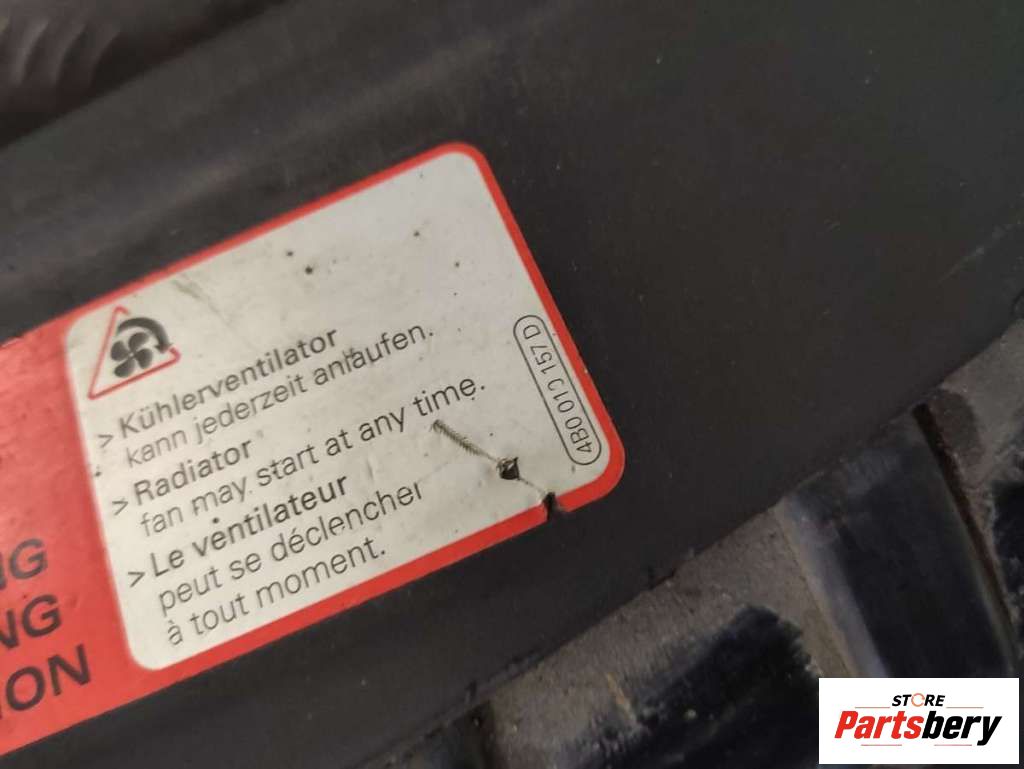 > Kühlerventilator
kann jederzeit anlaufen.
> Radiator
fan may start at any time.
> Le ventilateur
peut se déclencher
à tout moment.
4B0 010 157 D
NG
NG
ION
STORE
Partsbery